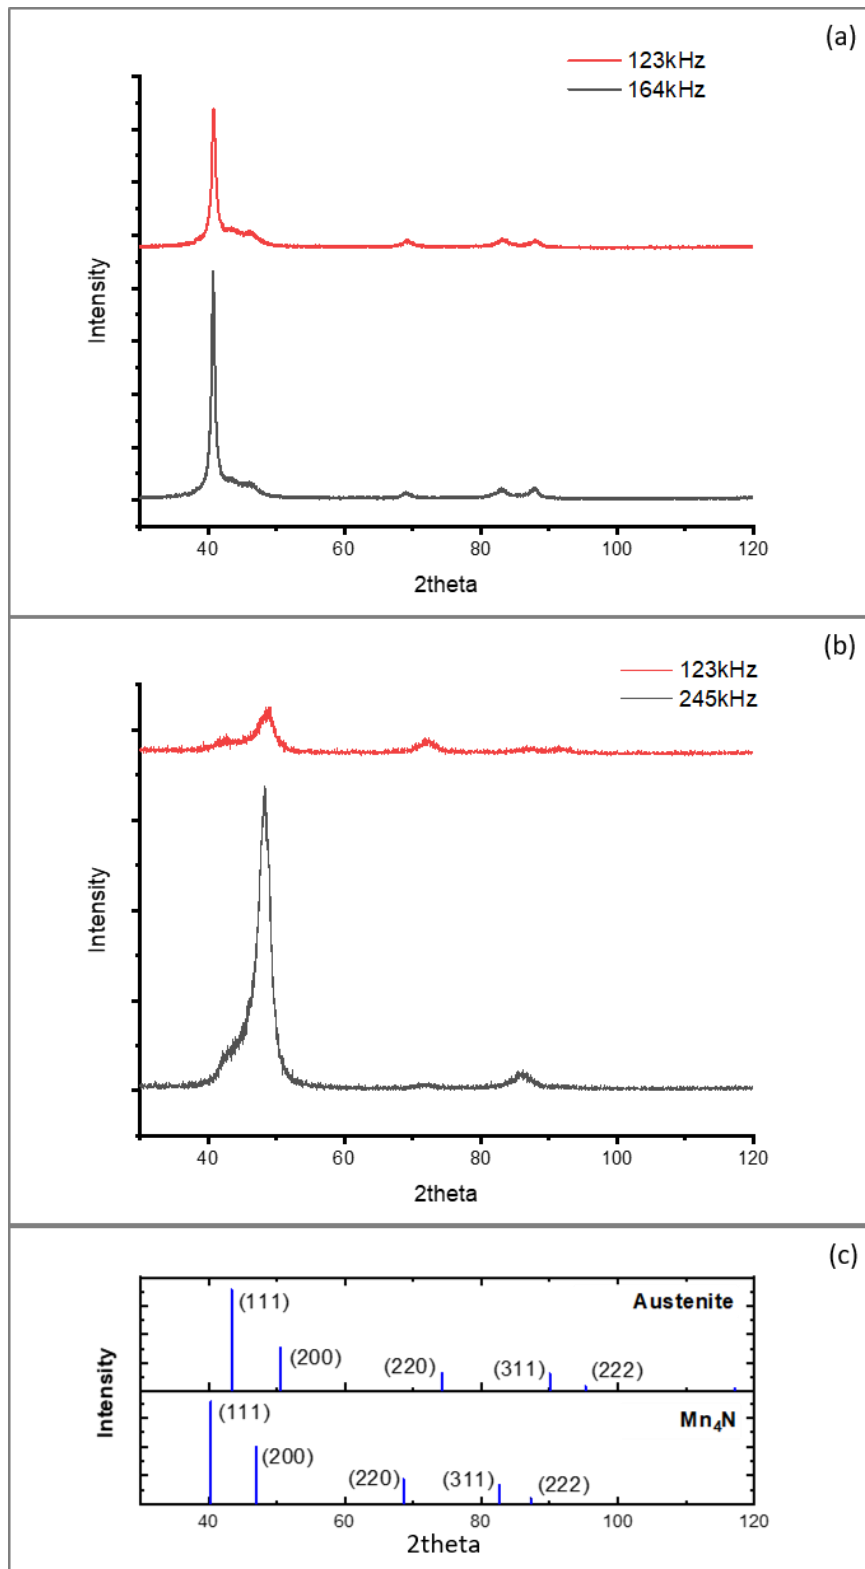 (a)
123kHz
164kHz
Intensity
40 60 80 100 120
2theta
(b)
123kHz
245kHz
Intensity
40 60 80 100 120
2theta
(c)
Austenite
(111)
(200)
(220)
(311)
(222)
Intensity
Mn₄N
(111)
(200)
(220)
(311)
(222)
40 60 80 100 120
2theta